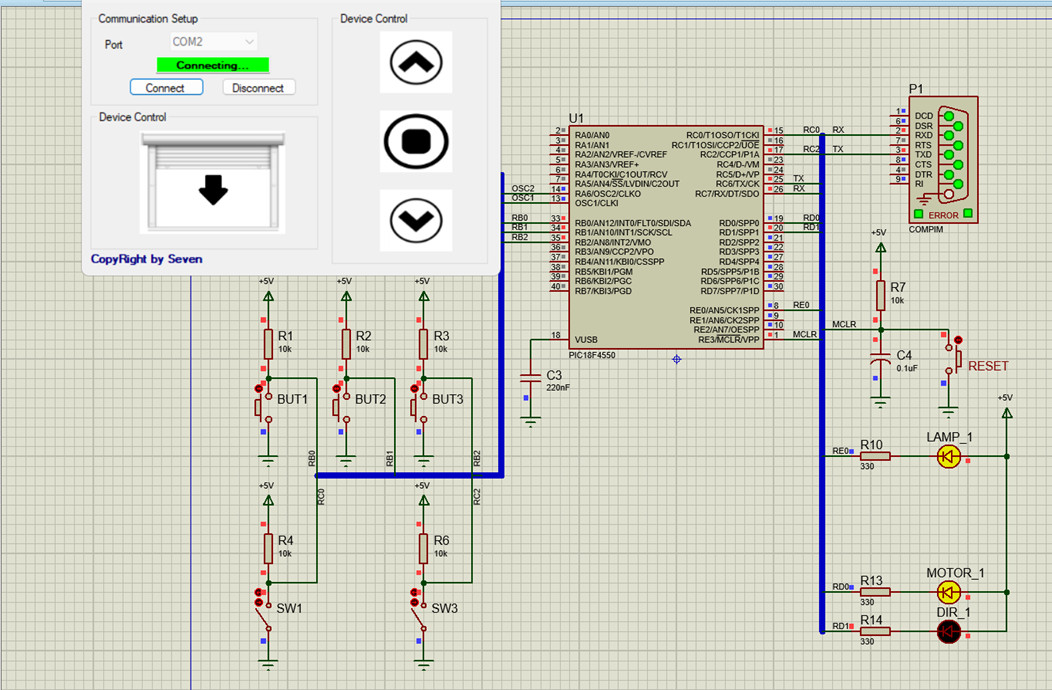 Communication Setup
Port
COM2
Connecting...
Connect
Disconnect
Device Control
CopyRight by Seven
Device Control
U1
2 RA0/AN0
3 RA1/AN1
4 RA2/AN2/VREF-/CVREF
5 RA3/AN3/VREF+
6 RA4/T0CKI/C1OUT/RCV
7 RA5/AN4/SS/LVDIN/C2OUT
OSC2 14 RA6/OSC2/CLKO
OSC1 13 OSC1/CLKI
RB0 33 RB0/AN12/INT0/FLT0/SDI/SDA
RB1 34 RB1/AN10/INT1/SCK/SCL
RB2 35 RB2/AN8/INT2/VMO
36 RB3/AN9/CCP2/VPO
37 RB4/AN11/KBI0/CSSPP
38 RB5/KBI1/PGM
39 RB6/KBI2/PGC
40 RB7/KBI3/PGD
18 VUSB
RC0/T1OSO/T1CKI 15 RC0 RX
RC1/T1OSI/CCP2/UOE 16
RC2/CCP1/P1A 17 RC2 TX
RC4/D-/VM 23
RC5/D+/VP 24
RC6/TX/CK 25 TX
RC7/RX/DT/SDO 26 RX
RD0/SPP0 19 RD0
RD1/SPP1 20 RD1
RD2/SPP2 21
RD3/SPP3 22
RD4/SPP4 27
RD5/SPP5/P1B 28
RD6/SPP6/P1C 29
RD7/SPP7/P1D 30
RE0/AN5/CK1SPP 8 RE0
RE1/AN6/CK2SPP 9
RE2/AN7/OESPP 10
RE3/MCLR/VPP 1 MCLR
PIC18F4550
P1
1 DCD
6 DSR
2 RXD
7 RTS
3 TXD
8 CTS
4 DTR
9 RI
ERROR
COMPIM
+5V
R7
10k
MCLR
C4
0.1uF
RESET
C3
220nF
+5V
+5V
+5V
R1
10k
R2
10k
R3
10k
BUT1
BUT2
BUT3
RB0
RB1
RB2
RC0
RC2
+5V
+5V
R4
10k
R6
10k
SW1
SW3
+5V
RE0
R10
330
LAMP_1
RD0
R13
330
MOTOR_1
RD1
R14
330
DIR_1